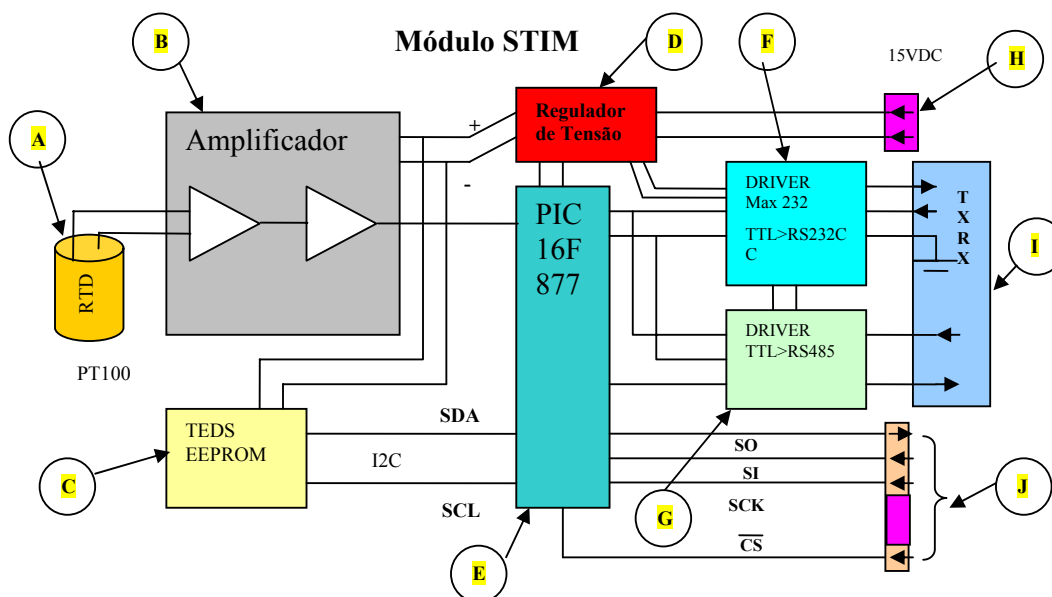 Módulo STIM
B
D
F
15VDC
H
A
Amplificador
+
-
Regulador
de Tensão
DRIVER
Max 232
TTL>RS232C
C
T
X
R
X
I
RTD
PT100
PIC
16F
877
DRIVER
TTL>RS485
TEDS
EEPROM
SDA
I2C
SCL
SO
SI
SCK
CS
C
G
J
E